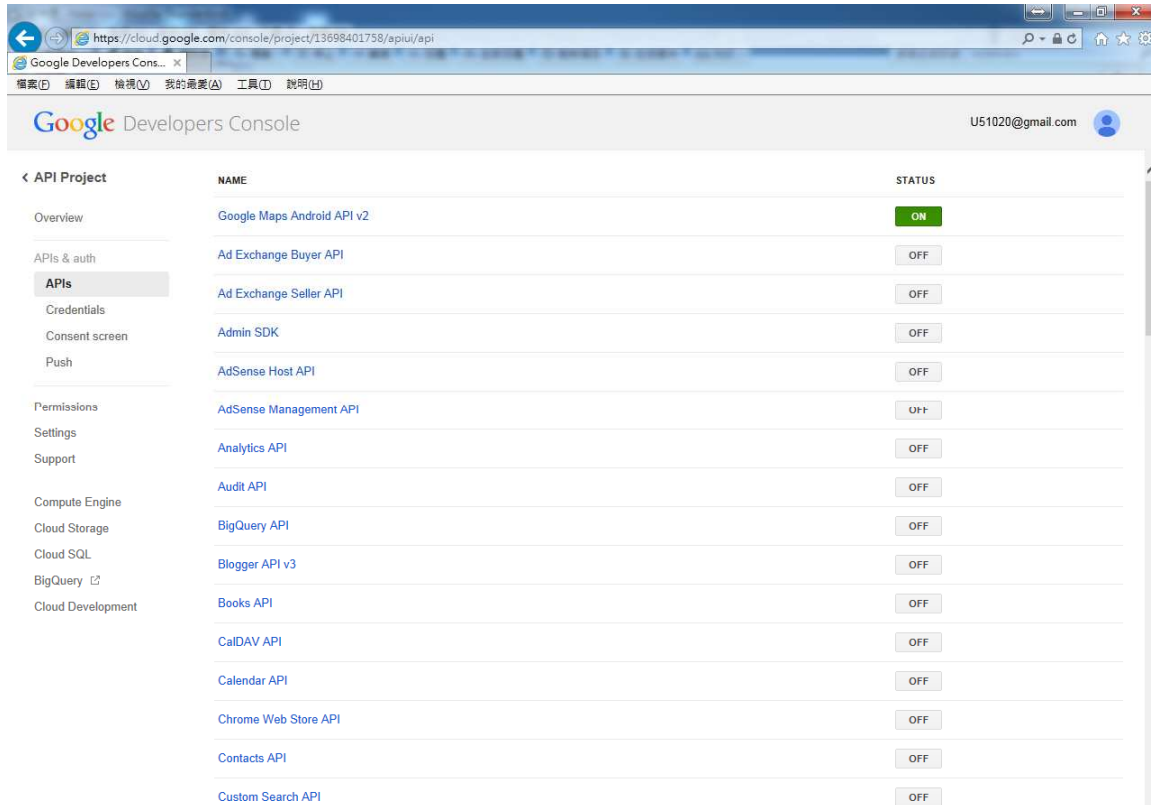 https://cloud.google.com/console/project/13698401758/apiui/api
Google Developers Cons...
檔案(F) 編輯(E) 檢視(V) 我的最愛(A) 工具(T) 說明(H)
Google Developers Console U51020@gmail.com
API Project
Overview
APIs & auth
APIs
Credentials
Consent screen
Push
Permissions
Settings
Support
Compute Engine
Cloud Storage
Cloud SQL
BigQuery
Cloud Development
NAME STATUS
Google Maps Android API v2 ON
Ad Exchange Buyer API OFF
Ad Exchange Seller API OFF
Admin SDK OFF
AdSense Host API OFF
AdSense Management API OFF
Analytics API OFF
Audit API OFF
BigQuery API OFF
Blogger API v3 OFF
Books API OFF
CalDAV API OFF
Calendar API OFF
Chrome Web Store API OFF
Contacts API OFF
Custom Search API OFF